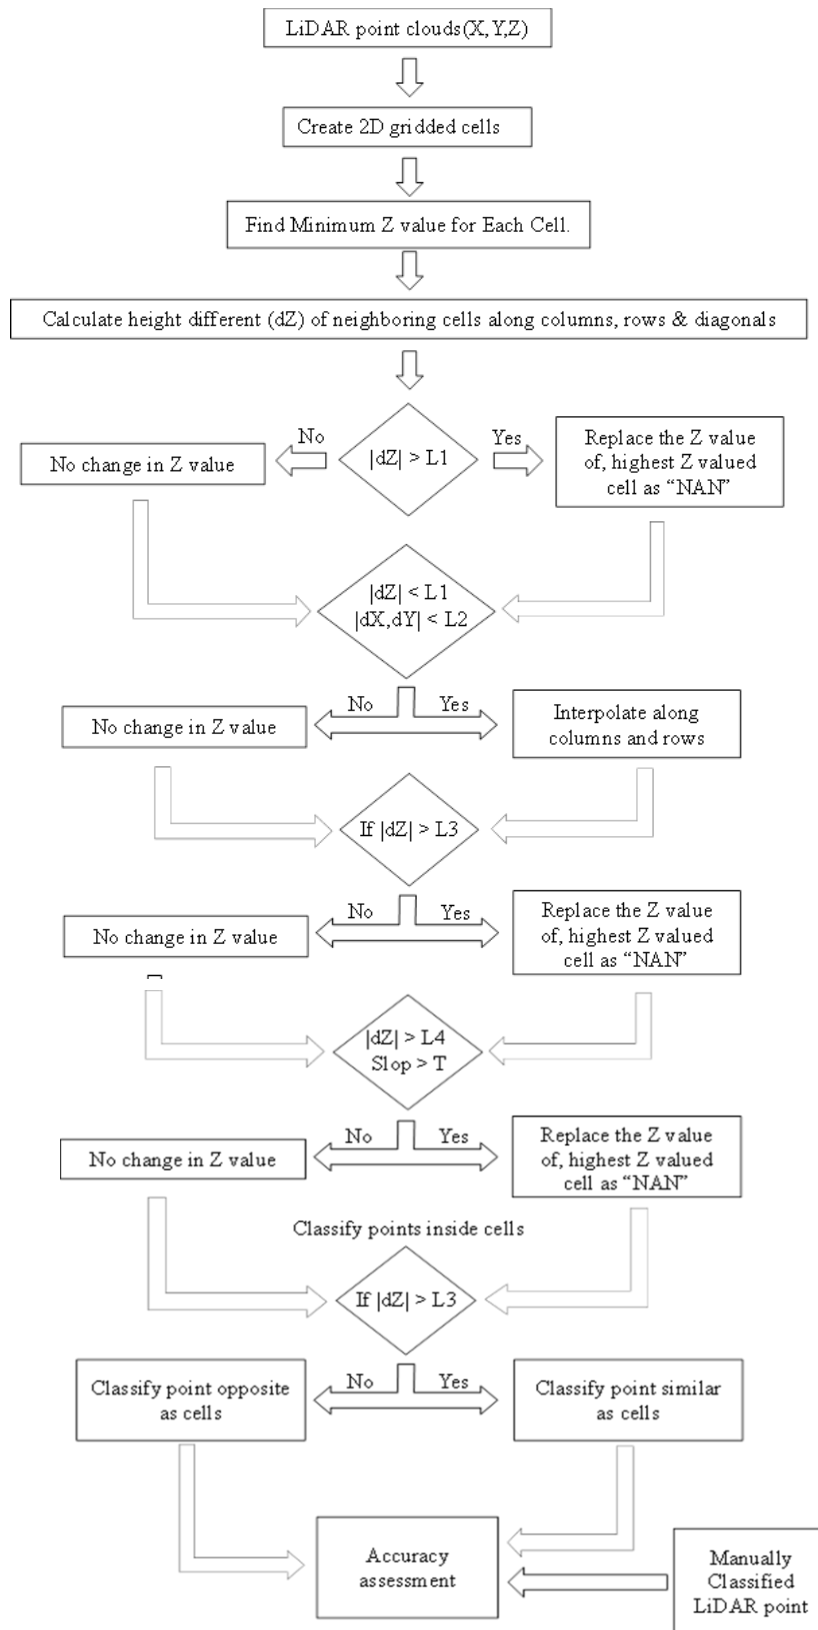 LiDAR point clouds(X, Y,Z)
Create 2D gridded cells
Find Minimum Z value for Each Cell.
Calculate height different (dZ) of neighboring cells along columns, rows & diagonals
No
|dZ| > L1
Yes
No change in Z value
Replace the Z value
of, highest Z valued
cell as “NAN”
|dZ| < L1
|dX,dY| < L2
No
Yes
No change in Z value
Interpolate along
columns and rows
If |dZ| > L3
No
Yes
No change in Z value
Replace the Z value
of, highest Z valued
cell as “NAN”
|dZ| > L4
Slop > T
No
Yes
No change in Z value
Replace the Z value
of, highest Z valued
cell as “NAN”
Classify points inside cells
If |dZ| > L3
No
Yes
Classify point opposite
as cells
Classify point similar
as cells
Accuracy
assessment
Manually
Classified
LiDAR point